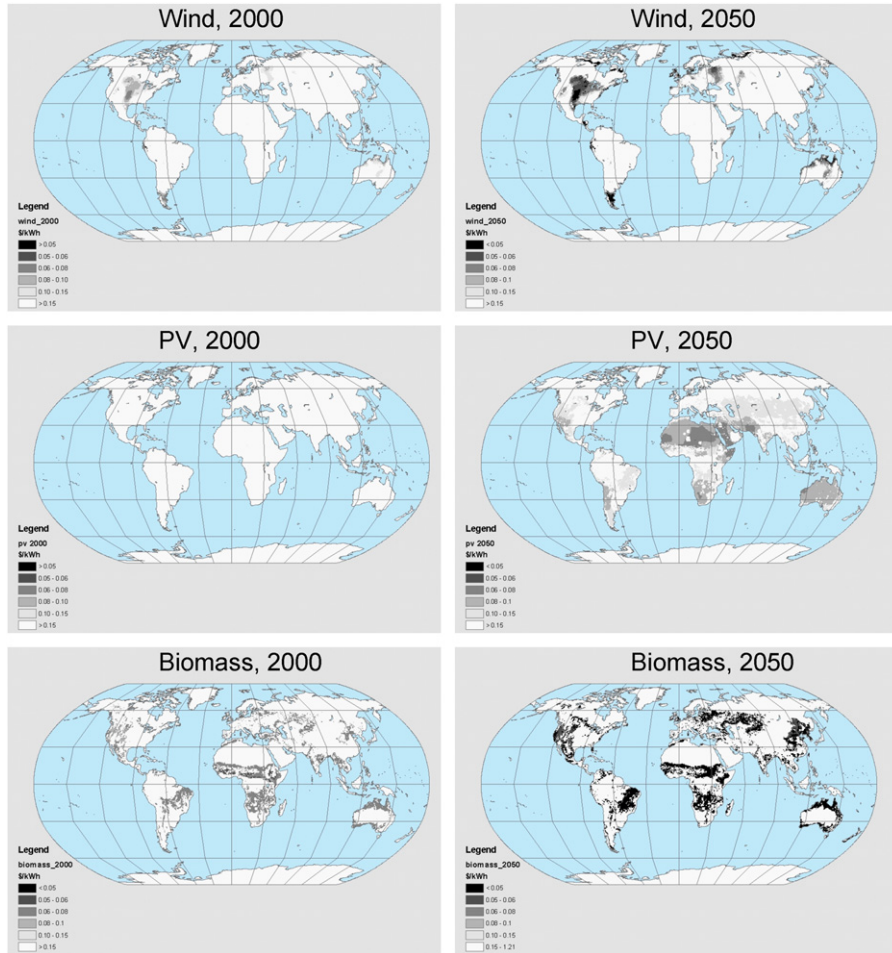 Wind, 2000
Legend
wind_2000
$/kWh
> 0.05
0.05 - 0.06
0.06 - 0.08
0.08 - 0.10
0.10 - 0.15
> 0.15
Wind, 2050
Legend
wind_2050
$/kWh
< 0.05
0.05 - 0.06
0.06 - 0.08
0.08 - 0.1
0.10 - 0.15
> 0.15
PV, 2000
Legend
pv 2000
$/kWh
> 0.05
0.05 - 0.06
0.06 - 0.08
0.08 - 0.10
0.10 - 0.15
> 0.15
PV, 2050
Legend
pv 2050
$/kWh
< 0.05
0.05 - 0.06
0.06 - 0.08
0.08 - 0.1
0.10 - 0.15
> 0.15
Biomass, 2000
Legend
biomass_2000
$/kWh
< 0.05
0.05 - 0.06
0.06 - 0.08
0.08 - 0.1
0.10 - 0.15
> 0.15
Biomass, 2050
Legend
biomass_2050
$/kWh
< 0.05
0.05 - 0.06
0.06 - 0.08
0.08 - 0.1
0.10 - 0.15
0.15 - 1.21